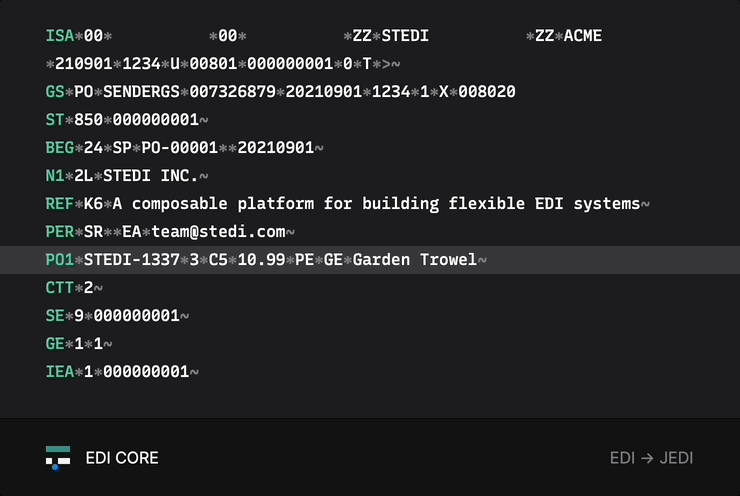 ISA*00*          *00*          *ZZ*STEDI          *ZZ*ACME
*210901*1234*U*00801*000000001*0*T*>~
GS*PO*SENDERGS*007326879*20210901*1234*1*X*008020
ST*850*000000001~
BEG*24*SP*PO-00001**20210901~
N1*2L*STEDI INC.~
REF*K6*A composable platform for building flexible EDI systems~
PER*SR**EA*team@stedi.com~
PO1*STEDI-1337*3*C5*10.99*PE*GE*Garden Trowel~
CTT*2~
SE*9*000000001~
GE*1*1~
IEA*1*000000001~
EDI CORE
EDI → JEDI